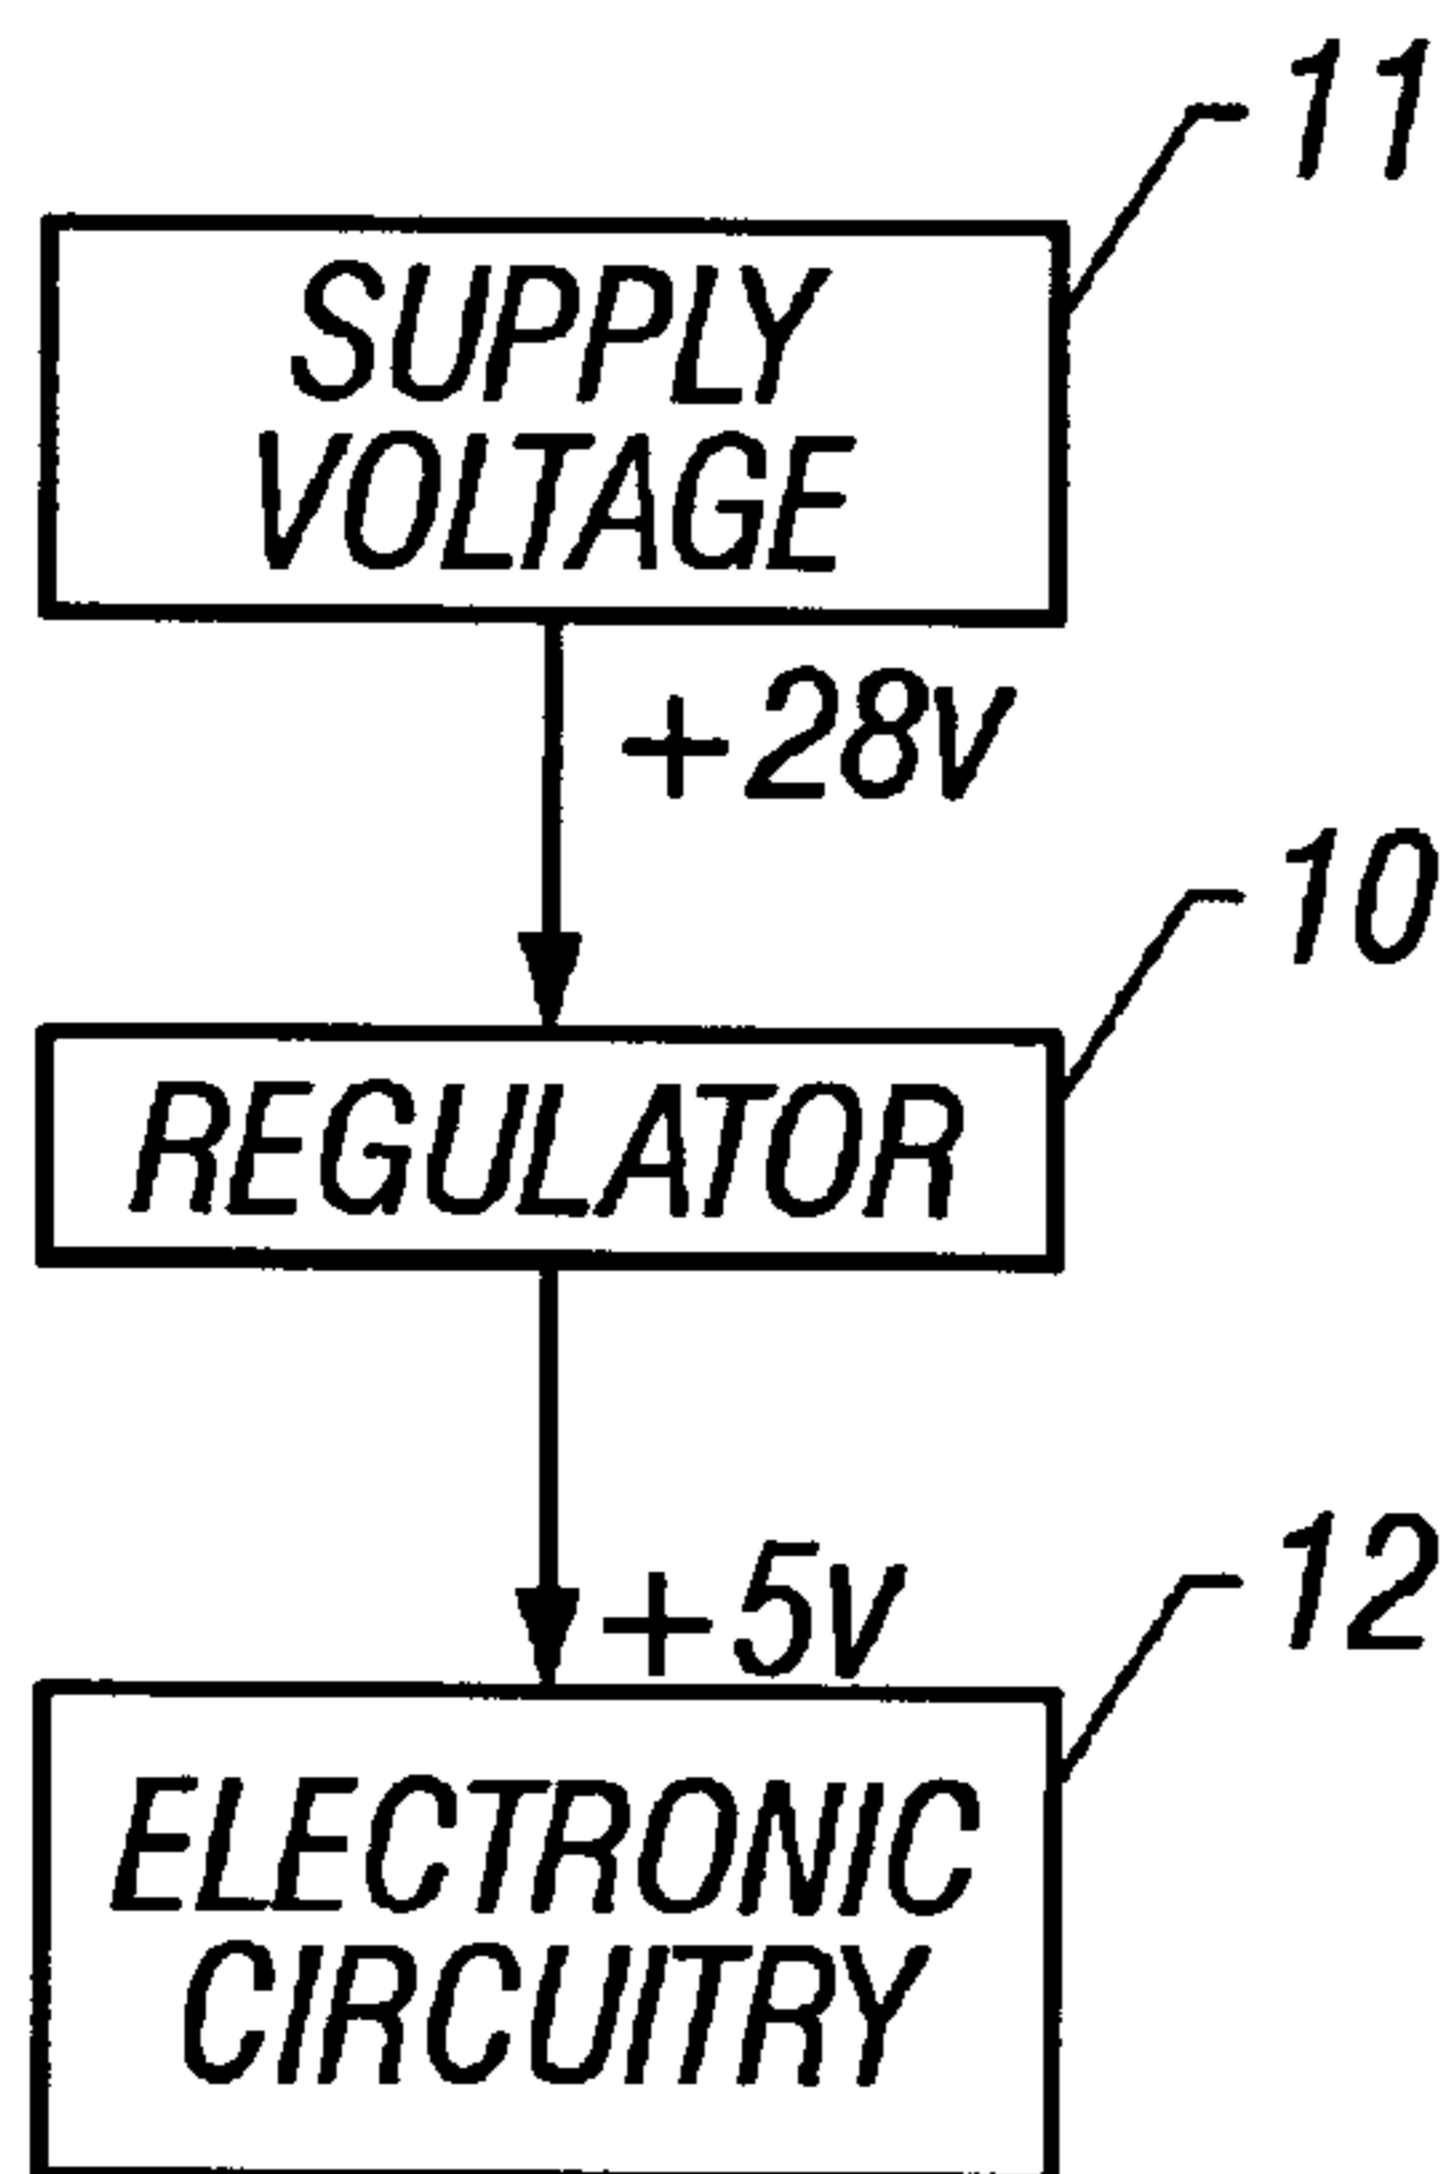 11
SUPPLY
VOLTAGE
+28V
10
REGULATOR
+5V
12
ELECTRONIC
CIRCUITRY